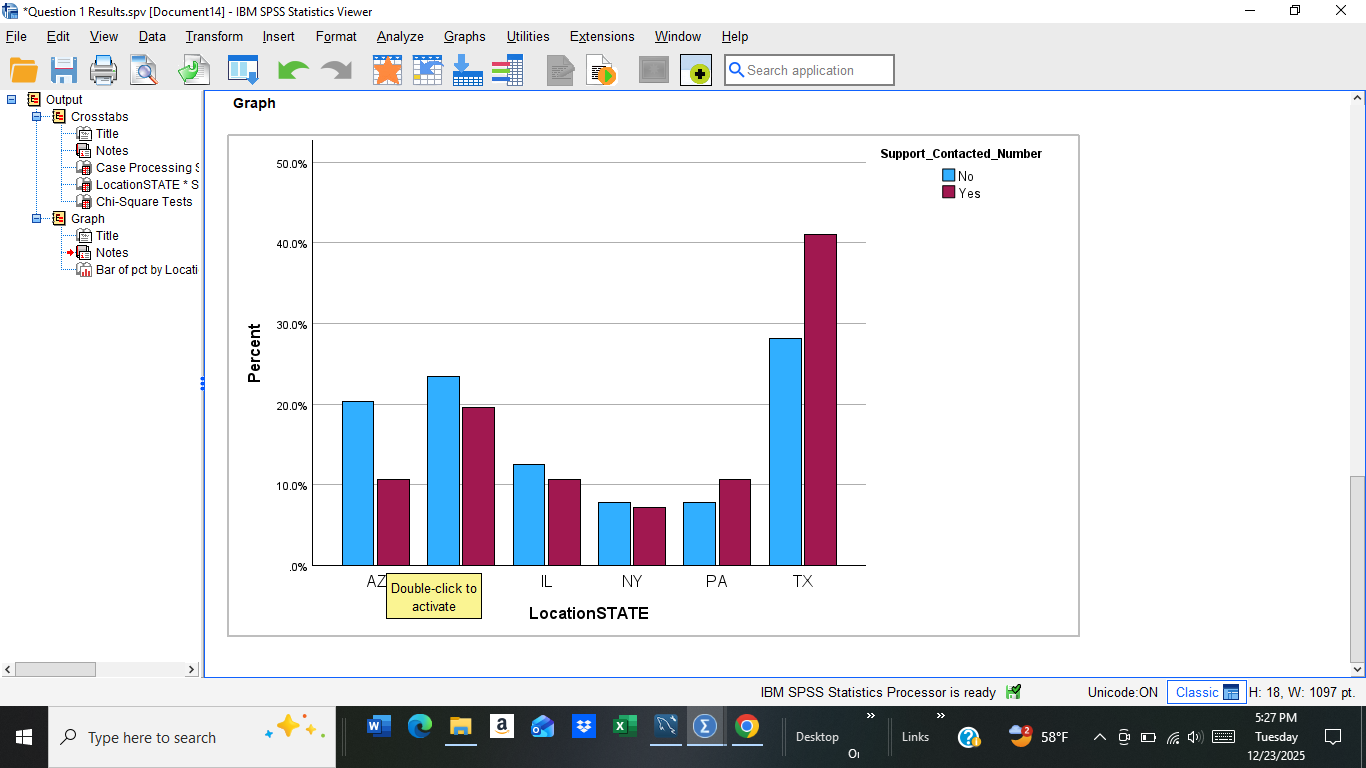 *Question 1 Results.spv [Document14] - IBM SPSS Statistics Viewer
File Edit View Data Transform Insert Format Analyze Graphs Utilities Extensions Window Help
Search application
Output
Crosstabs
Title
Notes
Case Processing S
LocationSTATE * S
Chi-Square Tests
Graph
Title
Notes
Bar of pct by Locati
Graph
Support_Contacted_Number
No
Yes
Percent
50.0%
40.0%
30.0%
20.0%
10.0%
.0%
AZ IL NY PA TX
Double-click to
activate
LocationSTATE
IBM SPSS Statistics Processor is ready Unicode:ON Classic H: 18, W: 1097 pt.
Type here to search
Desktop » Links » 58°F
5:27 PM
Tuesday
12/23/2025